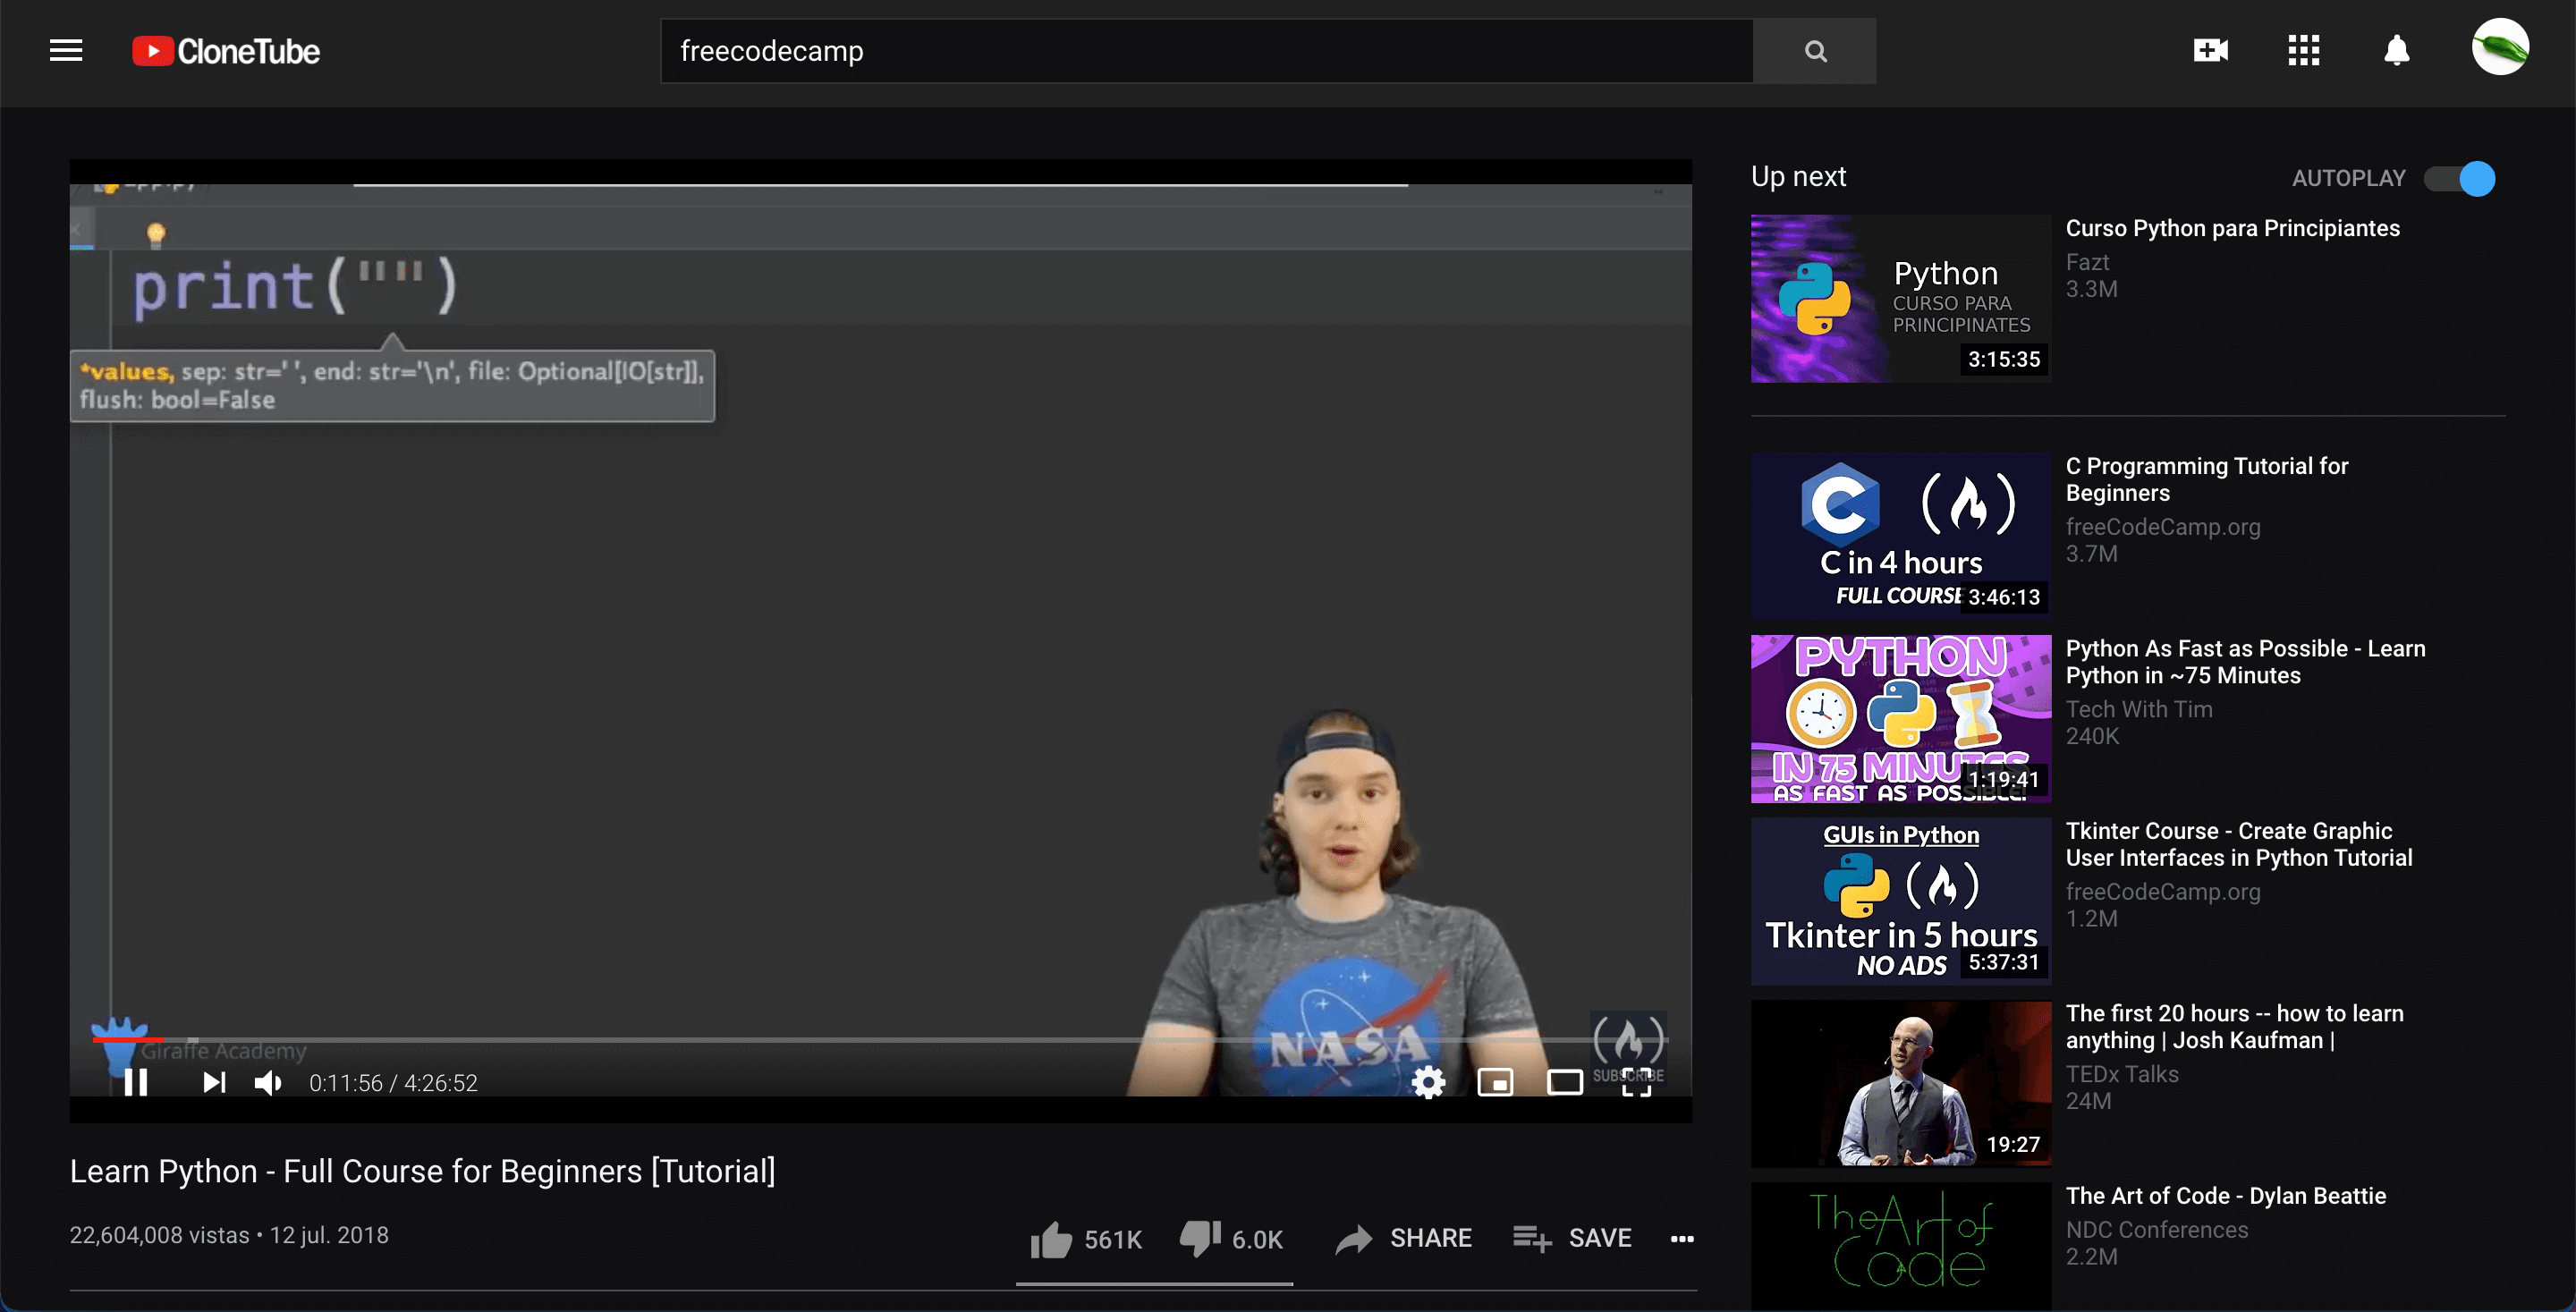 CloneTube
freecodecamp
print("")
*values, sep: str=' ', end: str='\n', file: Optional[IO[str]],
flush: bool=False
NASA
Giraffe Academy
SUBSCRIBE
0:11:56 / 4:26:52
Learn Python - Full Course for Beginners [Tutorial]
22,604,008 vistas • 12 jul. 2018
561K
6.0K
SHARE
SAVE
Up next
AUTOPLAY
Python
CURSO PARA
PRINCIPINATES
3:15:35
Curso Python para Principiantes
Fazt
3.3M
C
C in 4 hours
FULL COURSE
3:46:13
C Programming Tutorial for
Beginners
freeCodeCamp.org
3.7M
PYTHON
IN 75 MINUTES
AS FAST AS POSSIBLE!
1:19:41
Python As Fast as Possible - Learn
Python in ~75 Minutes
Tech With Tim
240K
GUIs in Python
Tkinter in 5 hours
NO ADS
5:37:31
Tkinter Course - Create Graphic
User Interfaces in Python Tutorial
freeCodeCamp.org
1.2M
19:27
The first 20 hours -- how to learn
anything | Josh Kaufman |
TEDx Talks
24M
The Art of
Code
The Art of Code - Dylan Beattie
NDC Conferences
2.2M